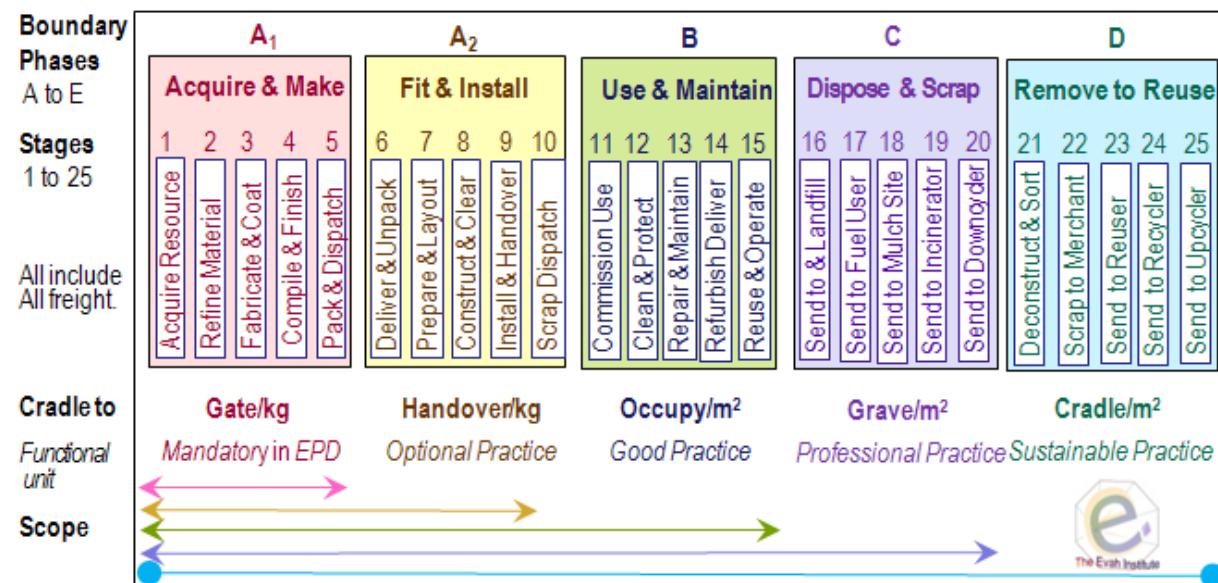 Boundary
Phases
A to E
A₁ A₂ B C D
Acquire & Make Fit & Install Use & Maintain Dispose & Scrap Remove to Reuse
Stages
1 to 25
1 2 3 4 5 6 7 8 9 10 11 12 13 14 15 16 17 18 19 20 21 22 23 24 25
All include
All freight.
Acquire Resource
Refine Material
Fabricate & Coat
Compile & Finish
Pack & Dispatch
Deliver & Unpack
Prepare & Layout
Construct & Clear
Install & Handover
Scrap Dispatch
Commission Use
Clean & Protect
Repair & Maintain
Refurbish Deliver
Reuse & Operate
Send to & Landfill
Send to Fuel User
Send to Mulch Site
Send to Incinerator
Send to Downcyder
Deconstruct & Sort
Scrap to Merchant
Send to Reuser
Send to Recycler
Send to Upcycler
Cradle to Gate/kg Handover/kg Occupy/m² Grave/m² Cradle/m²
Functional
unit
Mandatory in EPD Optional Practice Good Practice Professional Practice Sustainable Practice
Scope
e
The Evah Institute